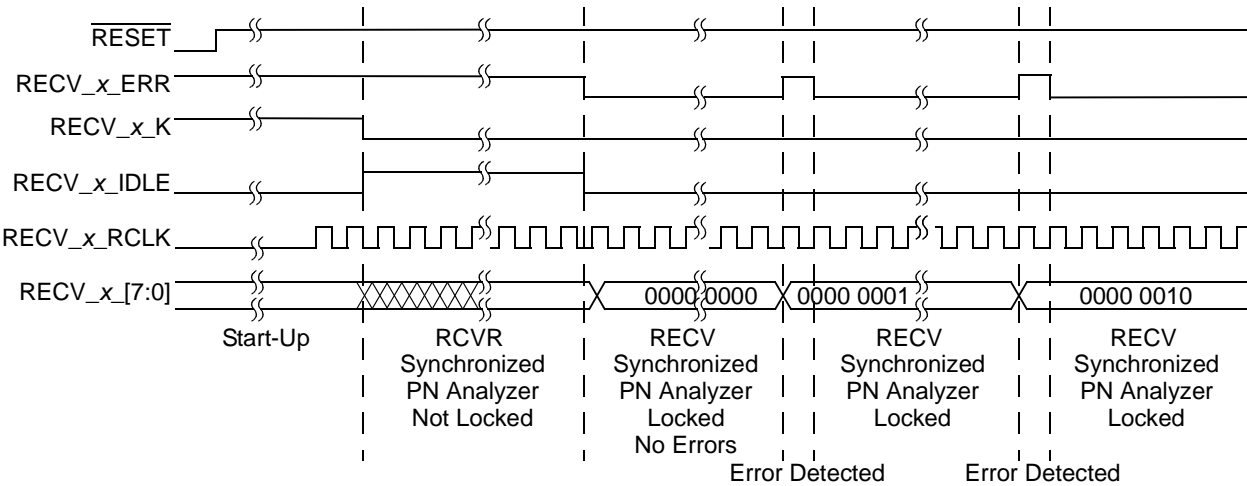 RESET
RECV_x_ERR
RECV_x_K
RECV_x_IDLE
RECV_x_RCLK
RECV_x_[7:0]
0000 0000
0000 0001
0000 0010
Start-Up
RCVR
Synchronized
PN Analyzer
Not Locked
RECV
Synchronized
PN Analyzer
Locked
No Errors
RECV
Synchronized
PN Analyzer
Locked
RECV
Synchronized
PN Analyzer
Locked
Error Detected
Error Detected